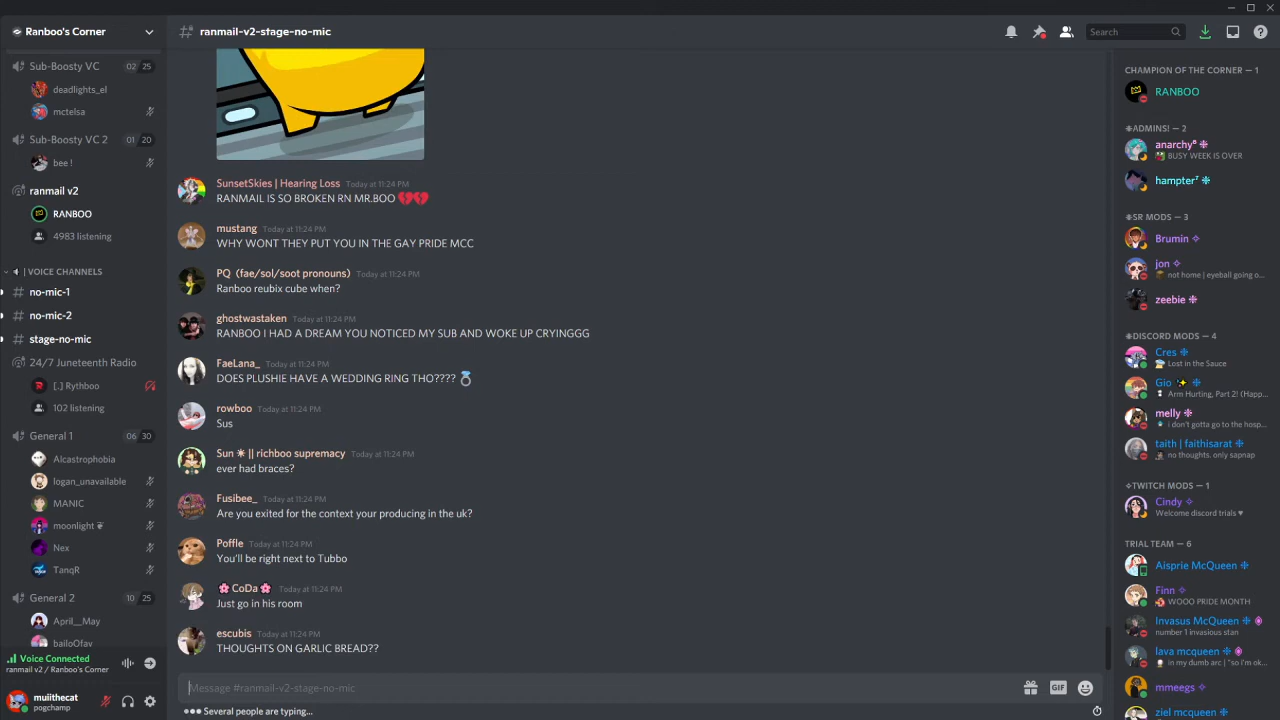 Ranboo's Corner
Sub-Boosty VC 02 25
deadlights_el
mctelsa
Sub-Boosty VC 2 01 20
bee !
ranmail v2
RANBOO
4983 listening
VOICE CHANNELS
no-mic-1
no-mic-2
stage-no-mic
24/7 Juneteenth Radio
[.] Rythboo
102 listening
General 1 06 30
Alcastrophobia
logan_unavailable
MANIC
moonlight
Nex
TanqR
General 2 10 25
April__May
bailoOfav
Voice Connected
ranmail v2 / Ranboo's Corner
muiithecat
pogchamp
ranmail-v2-stage-no-mic
Search
SunsetSkies | Hearing Loss Today at 11:24 PM
RANMAIL IS SO BROKEN RN MR.BOO 💔💔
mustang Today at 11:24 PM
WHY WONT THEY PUT YOU IN THE GAY PRIDE MCC
PQ (fae/sol/soot pronouns) Today at 11:24 PM
Ranboo reubix cube when?
ghostwastaken Today at 11:24 PM
RANBOO I HAD A DREAM YOU NOTICED MY SUB AND WOKE UP CRYINGGG
FaeLana_ Today at 11:24 PM
DOES PLUSHIE HAVE A WEDDING RING THO???? 💍
rowboo Today at 11:24 PM
Sus
Sun ☀ || richboo supremacy Today at 11:24 PM
ever had braces?
Fusibee_ Today at 11:24 PM
Are you exited for the context your producing in the uk?
Poffle Today at 11:24 PM
You'll be right next to Tubbo
🌸 CoDa 🌸 Today at 11:24 PM
Just go in his room
escubis Today at 11:24 PM
THOUGHTS ON GARLIC BREAD??
Message #ranmail-v2-stage-no-mic
GIF
Several people are typing...
CHAMPION OF THE CORNER — 1
RANBOO
❉ADMINS! — 2
anarchy⁸ ❉
BUSY WEEK IS OVER
hampter⁷ ❉
❉SR MODS — 3
Brumin ✧
jon ✧
not home | eyeball going o...
zeebie ❉
❉DISCORD MODS — 4
Cres ❉
Lost in the Sauce
Gio ✨ ❉
Arm Hurting, Part 2! (Happ...
melly ❉
i don't gotta go to the hosp...
taith | faithisarat ❉
no thoughts. only sapnap
✧TWITCH MODS — 1
Cindy ✧
Welcome discord trials ♥
TRIAL TEAM — 6
Aisprie McQueen ❉
Finn ✧
WOOO PRIDE MONTH
Invasus McQueen ❉
number 1 invasious stan
lava mcqueen ❉
in my dumb arc | "so i'm ok...
mmeegs ✧
ziel mcqueen ❉